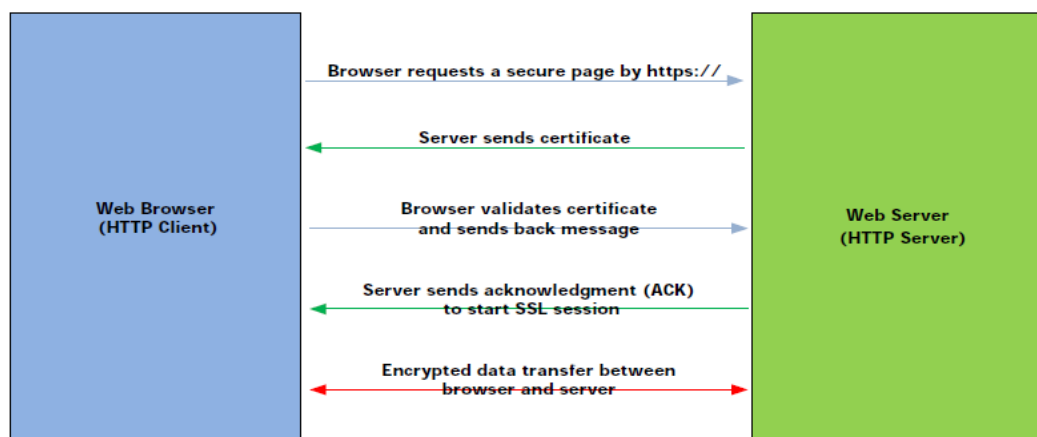 Browser requests a secure page by https://
Server sends certificate
Web Browser
(HTTP Client)
Browser validates certificate
and sends back message
Web Server
(HTTP Server)
Server sends acknowledgment (ACK)
to start SSL session
Encrypted data transfer between
browser and server